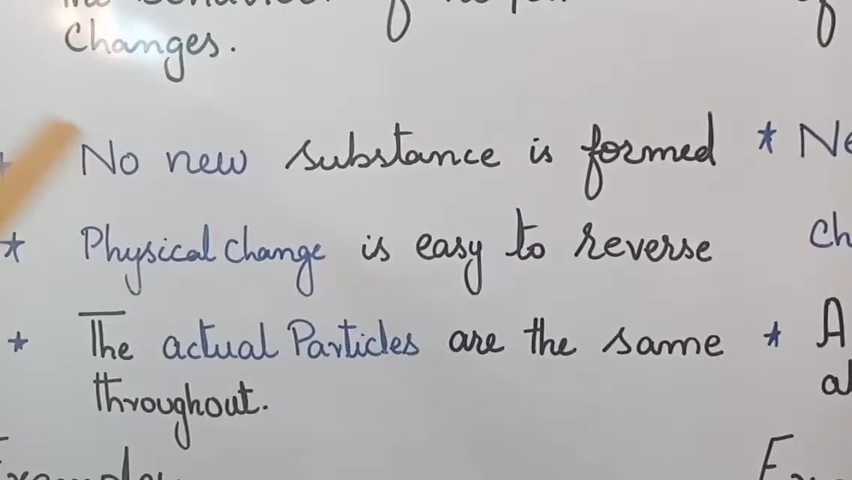 Changes.
* No new substance is formed
* Physical change is easy to reverse
* The actual Particles are the same
throughout.
*
Ch
* A